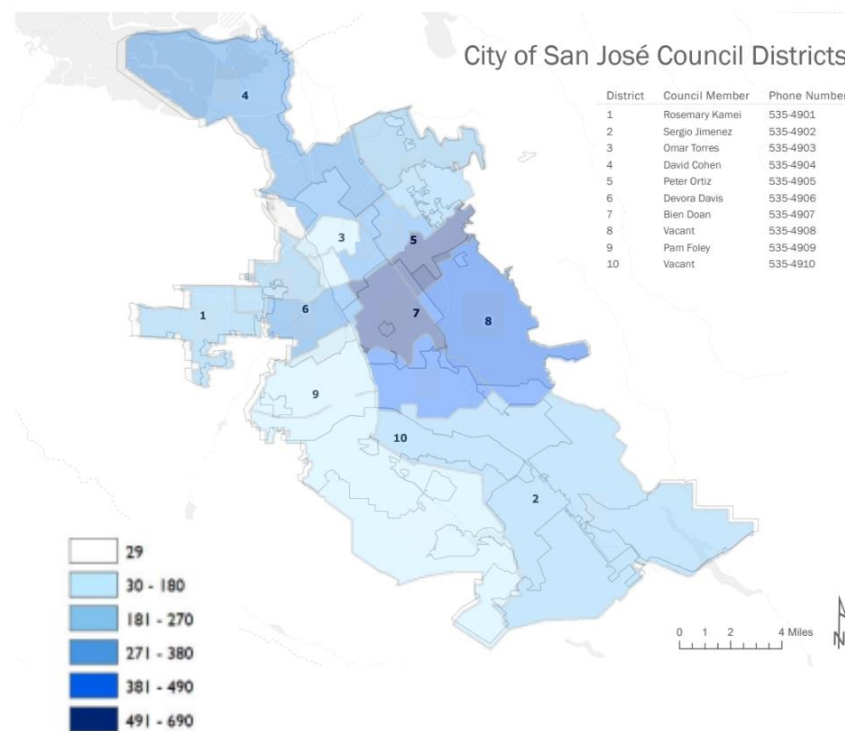 City of San José Council Districts
District Council Member Phone Number
1 Rosemary Kamei 535-4901
2 Sergio Jimenez 535-4902
3 Omar Torres 535-4903
4 David Cohen 535-4904
5 Peter Ortiz 535-4905
6 Devora Davis 535-4906
7 Bien Doan 535-4907
8 Vacant 535-4908
9 Pam Foley 535-4909
10 Vacant 535-4910
4
3
5
1
6
7
8
9
10
2
29
30 - 180
181 - 270
271 - 380
381 - 490
491 - 690
0 1 2 4 Miles
N